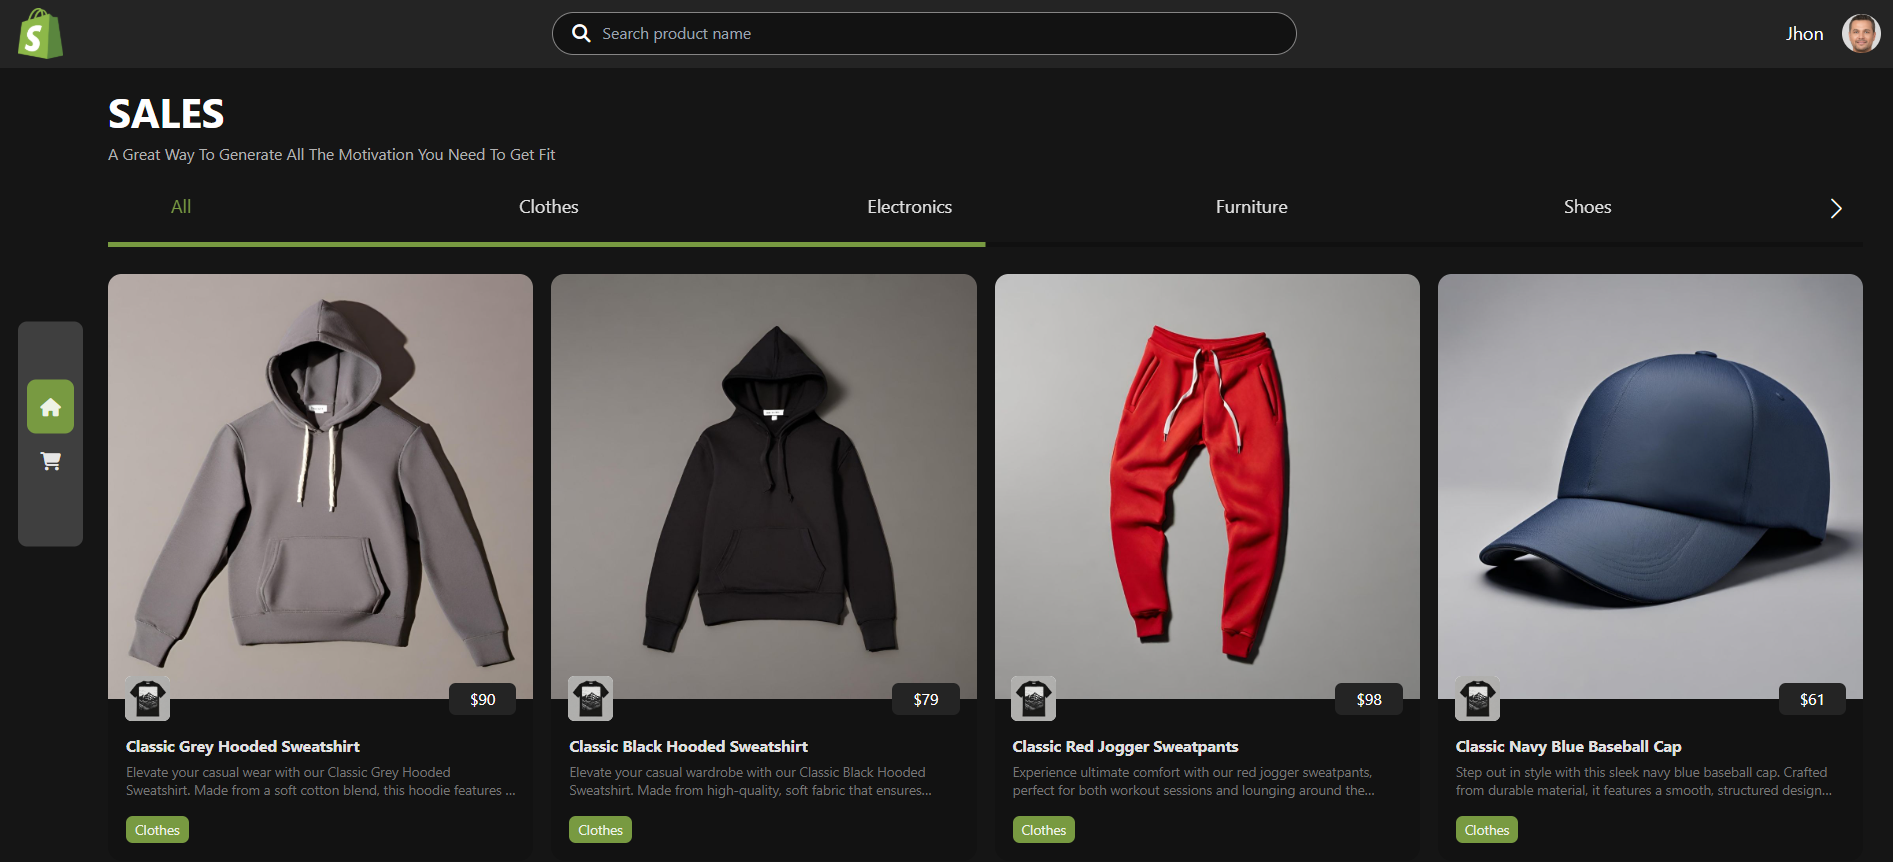 S
Search product name
Jhon
SALES
A Great Way To Generate All The Motivation You Need To Get Fit
All
Clothes
Electronics
Furniture
Shoes
$90
$79
$98
$61
Classic Grey Hooded Sweatshirt
Elevate your casual wear with our Classic Grey Hooded
Sweatshirt. Made from a soft cotton blend, this hoodie features ...
Clothes
Classic Black Hooded Sweatshirt
Elevate your casual wardrobe with our Classic Black Hooded
Sweatshirt. Made from high-quality, soft fabric that ensures...
Clothes
Classic Red Jogger Sweatpants
Experience ultimate comfort with our red jogger sweatpants,
perfect for both workout sessions and lounging around the...
Clothes
Classic Navy Blue Baseball Cap
Step out in style with this sleek navy blue baseball cap. Crafted
from durable material, it features a smooth, structured design...
Clothes